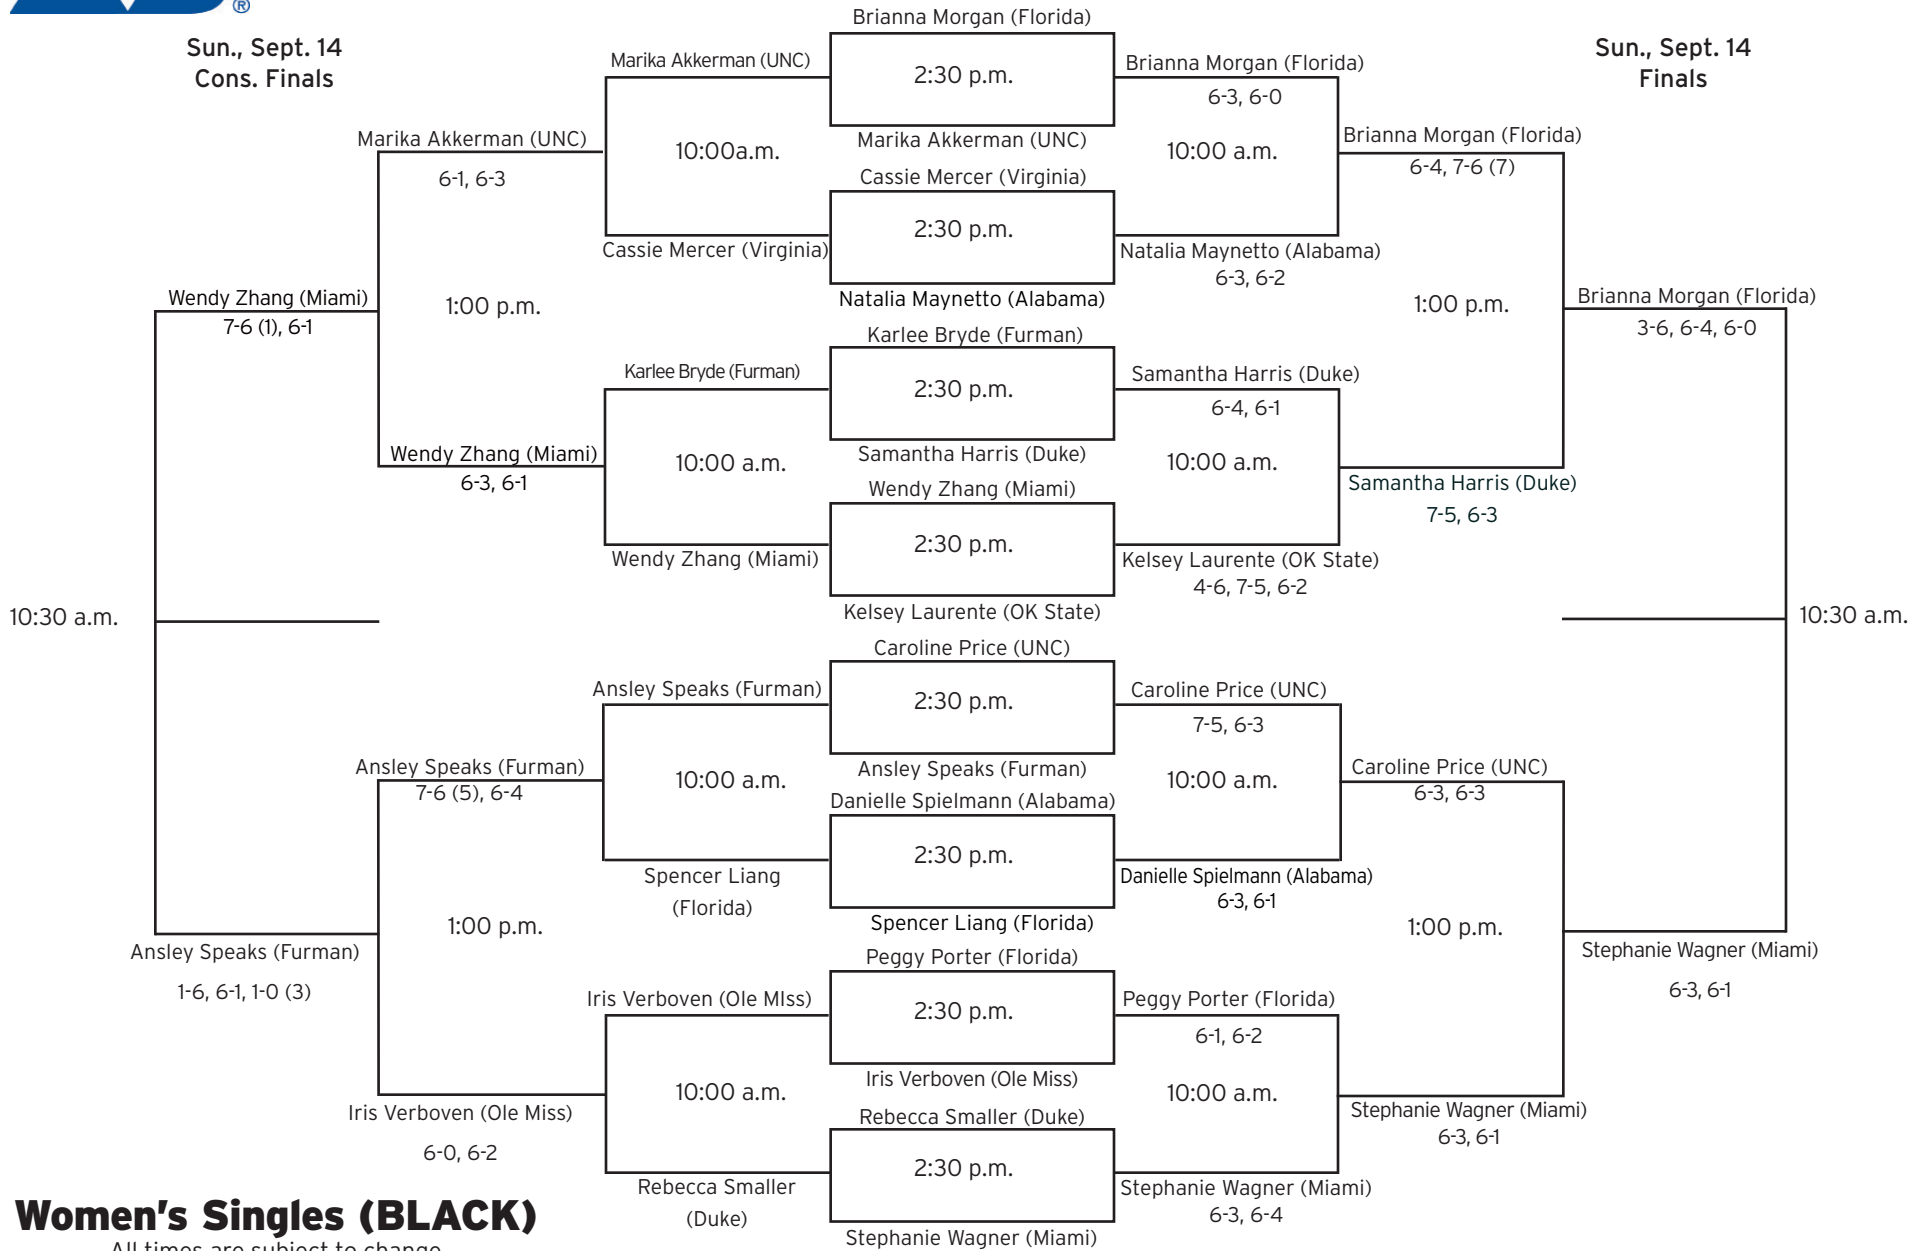 ®
Sun., Sept. 14
Cons. Finals
Sun., Sept. 14
Finals
10:30 a.m.
Wendy Zhang (Miami)
7-6 (1), 6-1
Ansley Speaks (Furman)
1-6, 6-1, 1-0 (3)
Marika Akkerman (UNC)
6-1, 6-3
1:00 p.m.
Wendy Zhang (Miami)
6-3, 6-1
Ansley Speaks (Furman)
7-6 (5), 6-4
1:00 p.m.
Iris Verboven (Ole Miss)
6-0, 6-2
Marika Akkerman (UNC)
10:00a.m.
Cassie Mercer (Virginia)
Karlee Bryde (Furman)
10:00 a.m.
Wendy Zhang (Miami)
Ansley Speaks (Furman)
10:00 a.m.
Spencer Liang
(Florida)
Iris Verboven (Ole MIss)
10:00 a.m.
Rebecca Smaller
(Duke)
Brianna Morgan (Florida)
2:30 p.m.
Marika Akkerman (UNC)
Cassie Mercer (Virginia)
2:30 p.m.
Natalia Maynetto (Alabama)
Karlee Bryde (Furman)
2:30 p.m.
Samantha Harris (Duke)
Wendy Zhang (Miami)
2:30 p.m.
Kelsey Laurente (OK State)
Caroline Price (UNC)
2:30 p.m.
Ansley Speaks (Furman)
Danielle Spielmann (Alabama)
2:30 p.m.
Spencer Liang (Florida)
Peggy Porter (Florida)
2:30 p.m.
Iris Verboven (Ole Miss)
Rebecca Smaller (Duke)
2:30 p.m.
Stephanie Wagner (Miami)
Brianna Morgan (Florida)
6-3, 6-0
10:00 a.m.
Natalia Maynetto (Alabama)
6-3, 6-2
Samantha Harris (Duke)
6-4, 6-1
10:00 a.m.
Kelsey Laurente (OK State)
4-6, 7-5, 6-2
Caroline Price (UNC)
7-5, 6-3
10:00 a.m.
Danielle Spielmann (Alabama)
6-3, 6-1
Peggy Porter (Florida)
6-1, 6-2
10:00 a.m.
Stephanie Wagner (Miami)
6-3, 6-4
Brianna Morgan (Florida)
6-4, 7-6 (7)
1:00 p.m.
Samantha Harris (Duke)
7-5, 6-3
Caroline Price (UNC)
6-3, 6-3
1:00 p.m.
Stephanie Wagner (Miami)
6-3, 6-1
Brianna Morgan (Florida)
3-6, 6-4, 6-0
Stephanie Wagner (Miami)
6-3, 6-1
10:30 a.m.
Women's Singles (BLACK)
All times are subject to change